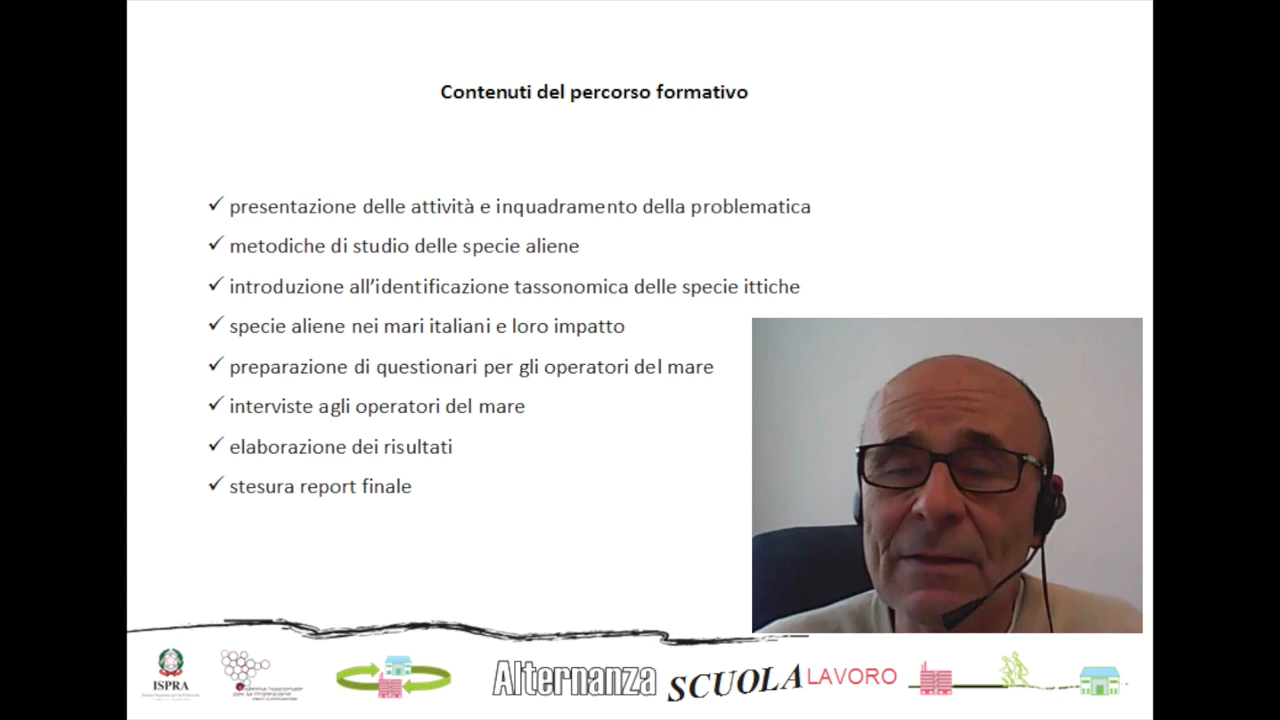 Contenuti del percorso formativo
✓ presentazione delle attività e inquadramento della problematica
✓ metodiche di studio delle specie aliene
✓ introduzione all'identificazione tassonomica delle specie ittiche
✓ specie aliene nei mari italiani e loro impatto
✓ preparazione di questionari per gli operatori del mare
✓ interviste agli operatori del mare
✓ elaborazione dei risultati
✓ stesura report finale
ISPRA
Alternanza SCUOLA LAVORO